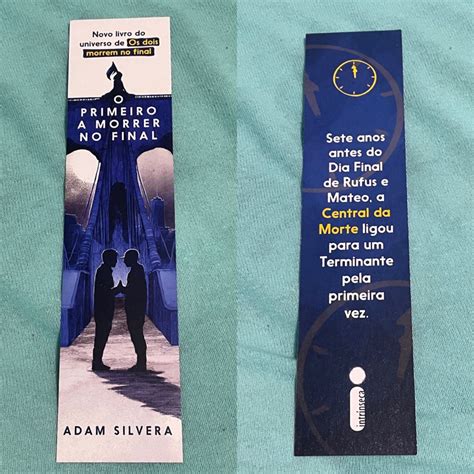 Novo livro do
universo de Os dois
morrem no final
O
PRIMEIRO
A MORRER
NO FINAL
ADAM SILVERA
Sete anos
antes do
Dia Final
de Rufus e
Mateo, a
Central da
Morte ligou
para um
Terminante
pela
primeira
vez.
intrínseca